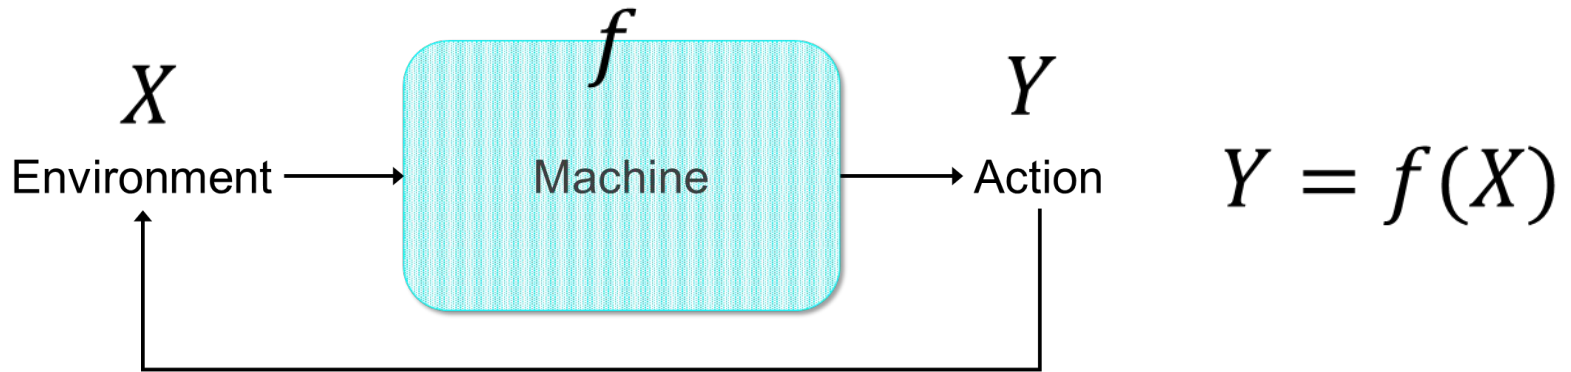 f
X
Y
Environment
Machine
Action
Y = f(X)